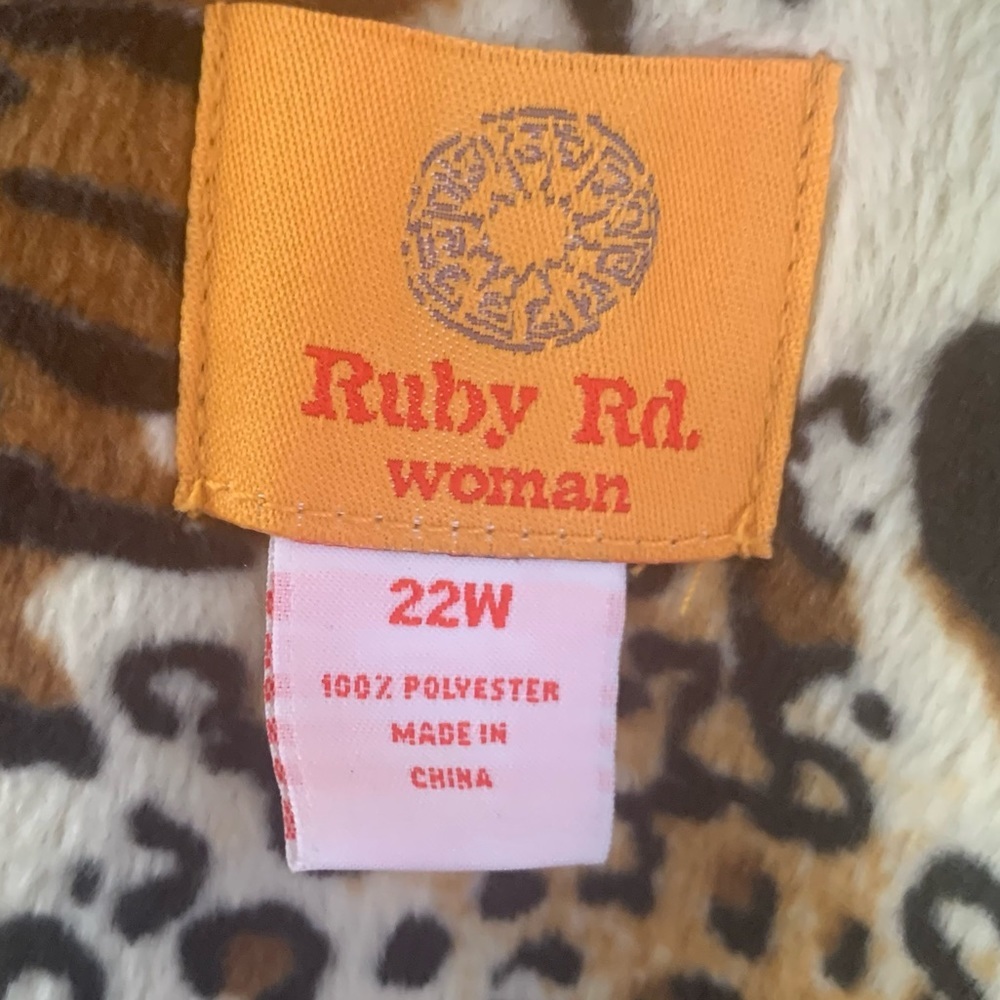 Ruby Rd.
woman
22W
100% POLYESTER
MADE IN
CHINA